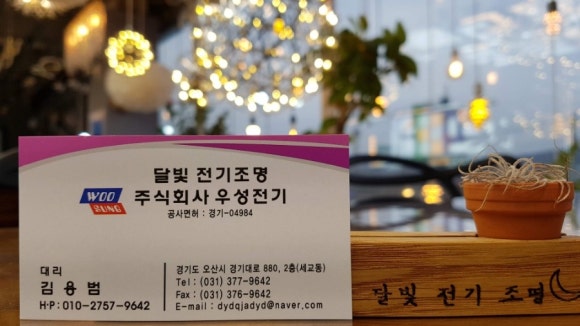 달빛 전기조명
WOO SUNG
주식회사 우성전기
공사면허 : 경기-04984
대리
김 용 범
H·P : 010-2757-9642
경기도 오산시 경기대로 880, 2층(세교동)
Tel : (031) 377-9642
Fax : (031) 376-9642
E-mail : dydqjadyd@naver.com
달빛 전기 조명